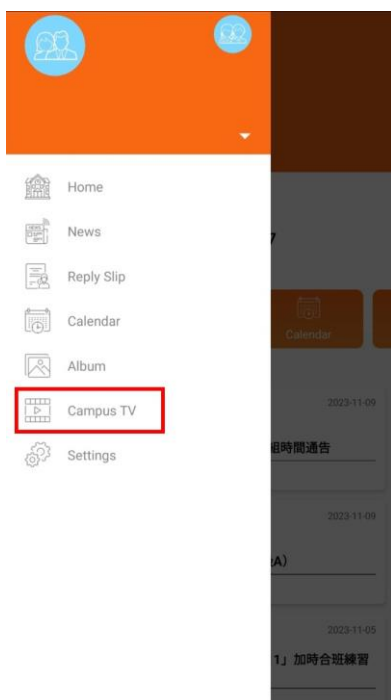 Home
News
7
Reply Slip
Calendar
Calendar
Album
2023-11-09
Campus TV
組時間通告
Settings
2023-11-09
A)
2023-11-05
1」加時合班練習